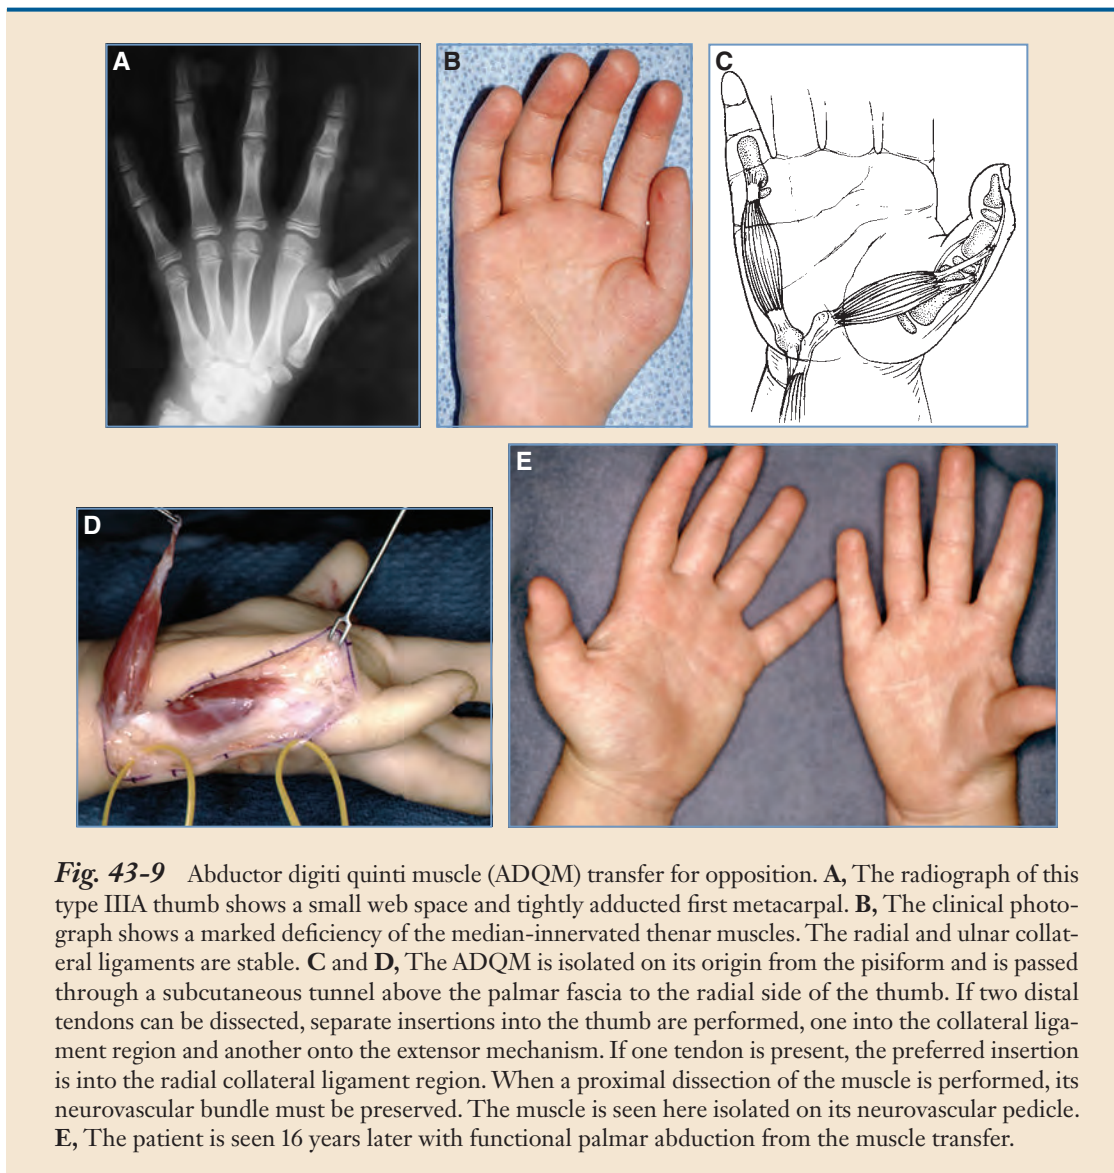 A
B
C
D
E
Fig. 43-9 Abductor digiti quinti muscle (ADQM) transfer for opposition. A, The radiograph of this
type IIIA thumb shows a small web space and tightly adducted first metacarpal. B, The clinical photo-
graph shows a marked deficiency of the median-innervated thenar muscles. The radial and ulnar collat-
eral ligaments are stable. C and D, The ADQM is isolated on its origin from the pisiform and is passed
through a subcutaneous tunnel above the palmar fascia to the radial side of the thumb. If two distal
tendons can be dissected, separate insertions into the thumb are performed, one into the collateral liga-
ment region and another onto the extensor mechanism. If one tendon is present, the preferred insertion
is into the radial collateral ligament region. When a proximal dissection of the muscle is performed, its
neurovascular bundle must be preserved. The muscle is seen here isolated on its neurovascular pedicle.
E, The patient is seen 16 years later with functional palmar abduction from the muscle transfer.